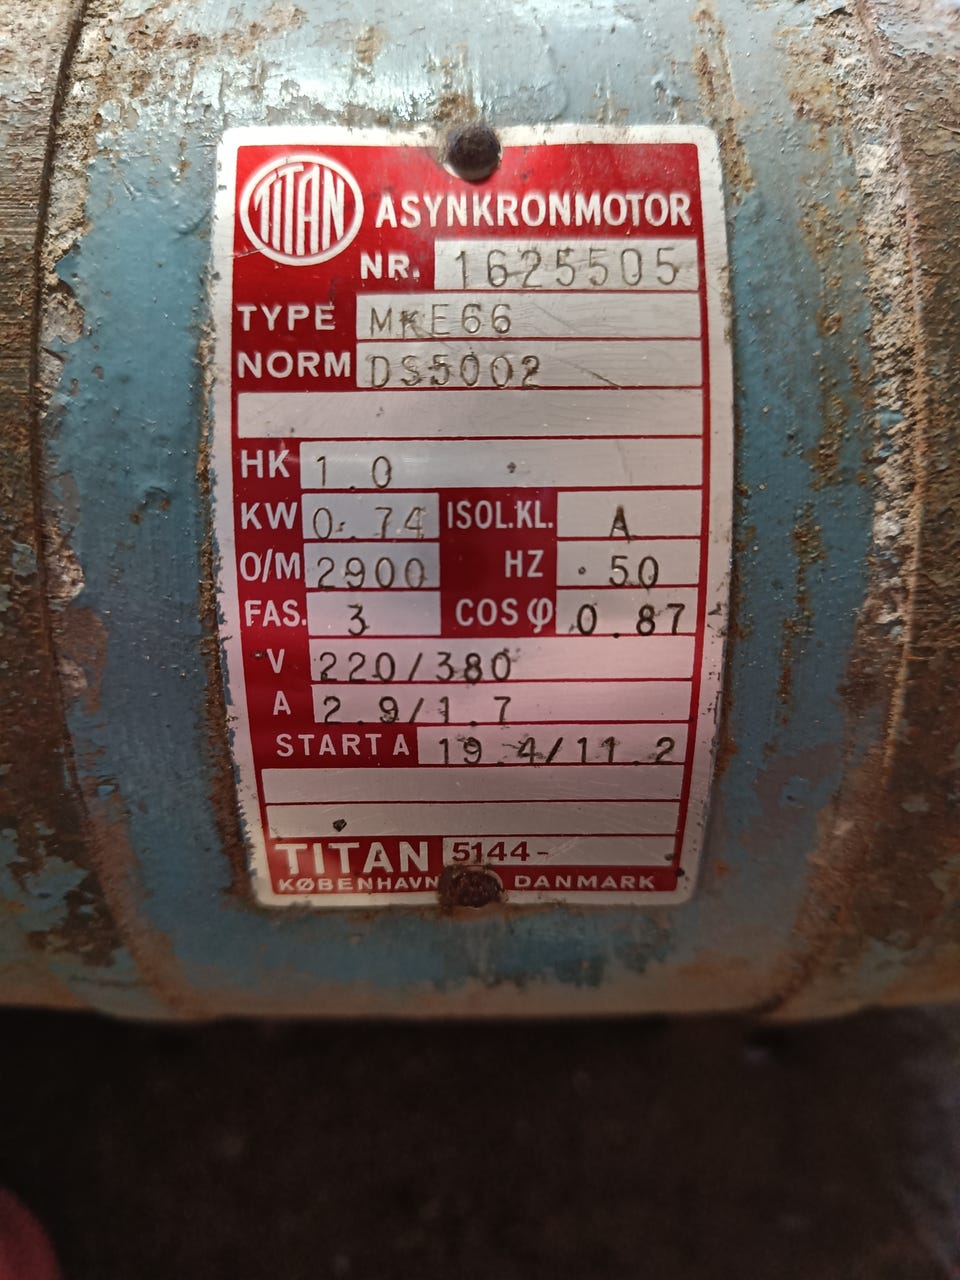 TITAN ASYNKRONMOTOR
NR. 1625505
TYPE MKE66
NORM DS5002
HK 1.0
KW 0.74 ISOL.KL. A
O/M 2900 HZ 50
FAS. 3 COS φ 0.87
V 220/380
A 2.9/1.7
START A 19.4/11.2
TITAN 5144-
KØBENHAVN DANMARK